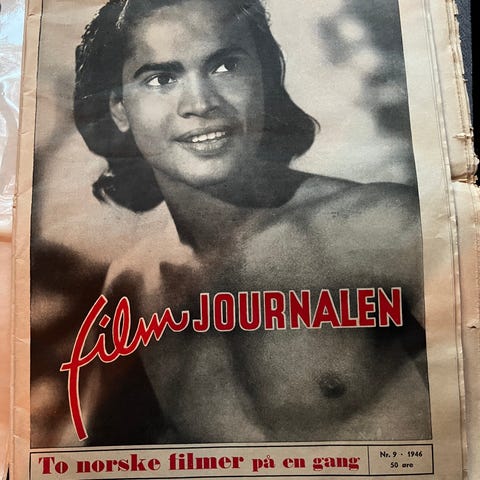 film JOURNALEN
To norske filmer på en gang
Nr. 9 · 1946
50 øre